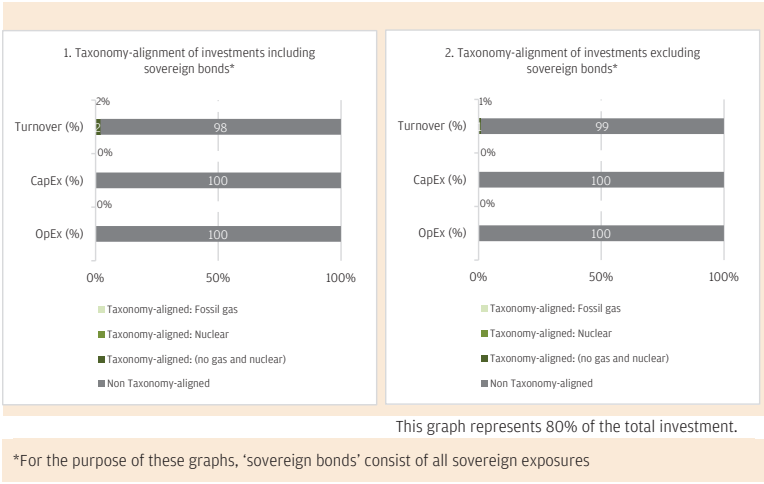 1. Taxonomy-alignment of investments including
sovereign bonds*
2%
Turnover (%)
2
98
0%
CapEx (%)
100
0%
OpEx (%)
100
0%
50%
100%
Taxonomy-aligned: Fossil gas
Taxonomy-aligned: Nuclear
Taxonomy-aligned: (no gas and nuclear)
Non Taxonomy-aligned
2. Taxonomy-alignment of investments excluding
sovereign bonds*
1%
Turnover (%)
1
99
0%
CapEx (%)
100
0%
OpEx (%)
100
0%
50%
100%
Taxonomy-aligned: Fossil gas
Taxonomy-aligned: Nuclear
Taxonomy-aligned: (no gas and nuclear)
Non Taxonomy-aligned
This graph represents 80% of the total investment.
*For the purpose of these graphs, ‘sovereign bonds’ consist of all sovereign exposures